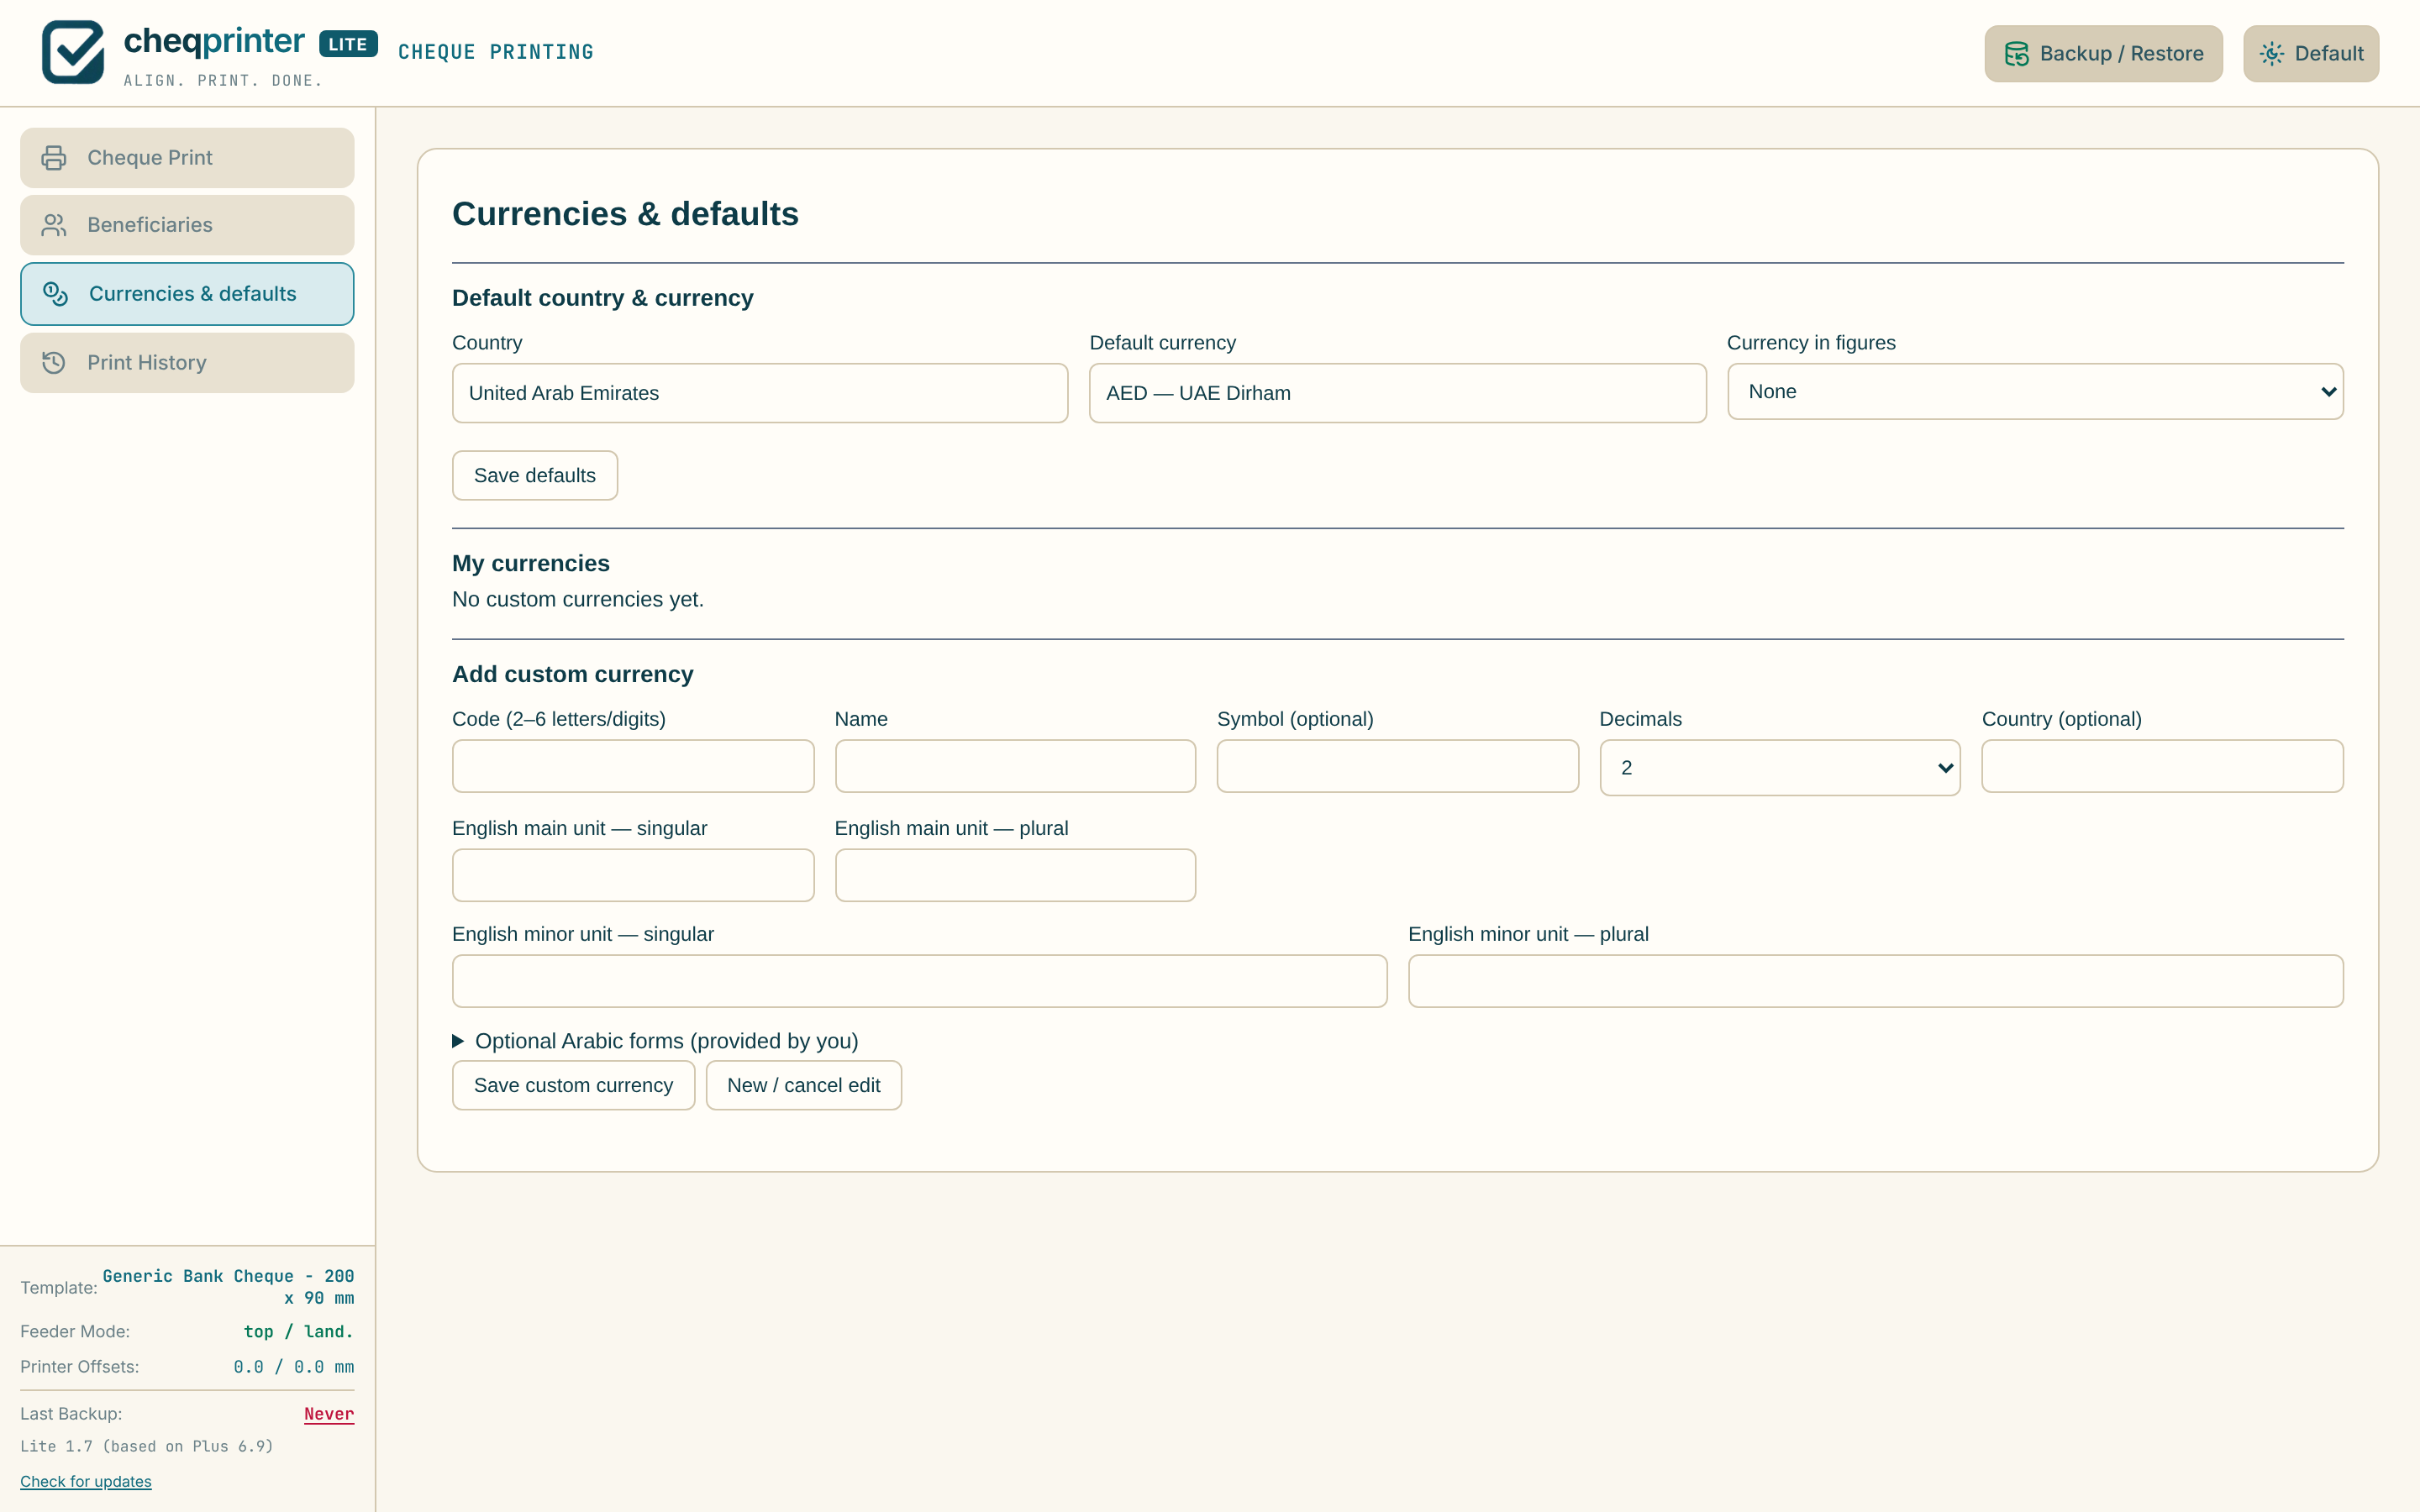 cheqprinter LITE CHEQUE PRINTING
ALIGN. PRINT. DONE.
Backup / Restore
Default
Cheque Print
Beneficiaries
Currencies & defaults
Print History
Template: Generic Bank Cheque - 200
x 90 mm
Feeder Mode: top / land.
Printer Offsets: 0.0 / 0.0 mm
Last Backup: Never
Lite 1.7 (based on Plus 6.9)
Check for updates
Currencies & defaults
Default country & currency
Country Default currency Currency in figures
United Arab Emirates AED — UAE Dirham None
Save defaults
My currencies
No custom currencies yet.
Add custom currency
Code (2–6 letters/digits) Name Symbol (optional) Decimals Country (optional)
2
English main unit — singular English main unit — plural
English minor unit — singular English minor unit — plural
Optional Arabic forms (provided by you)
Save custom currency New / cancel edit